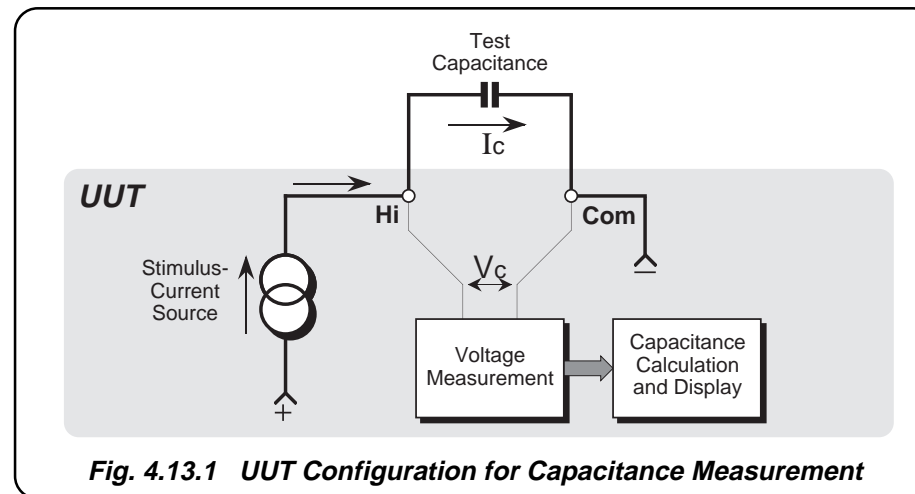 Test
Capacitance
Ic
UUT
Hi
Com
Stimulus-
Current
Source
Vc
Voltage
Measurement
Capacitance
Calculation
and Display
+
−
Fig. 4.13.1 UUT Configuration for Capacitance Measurement